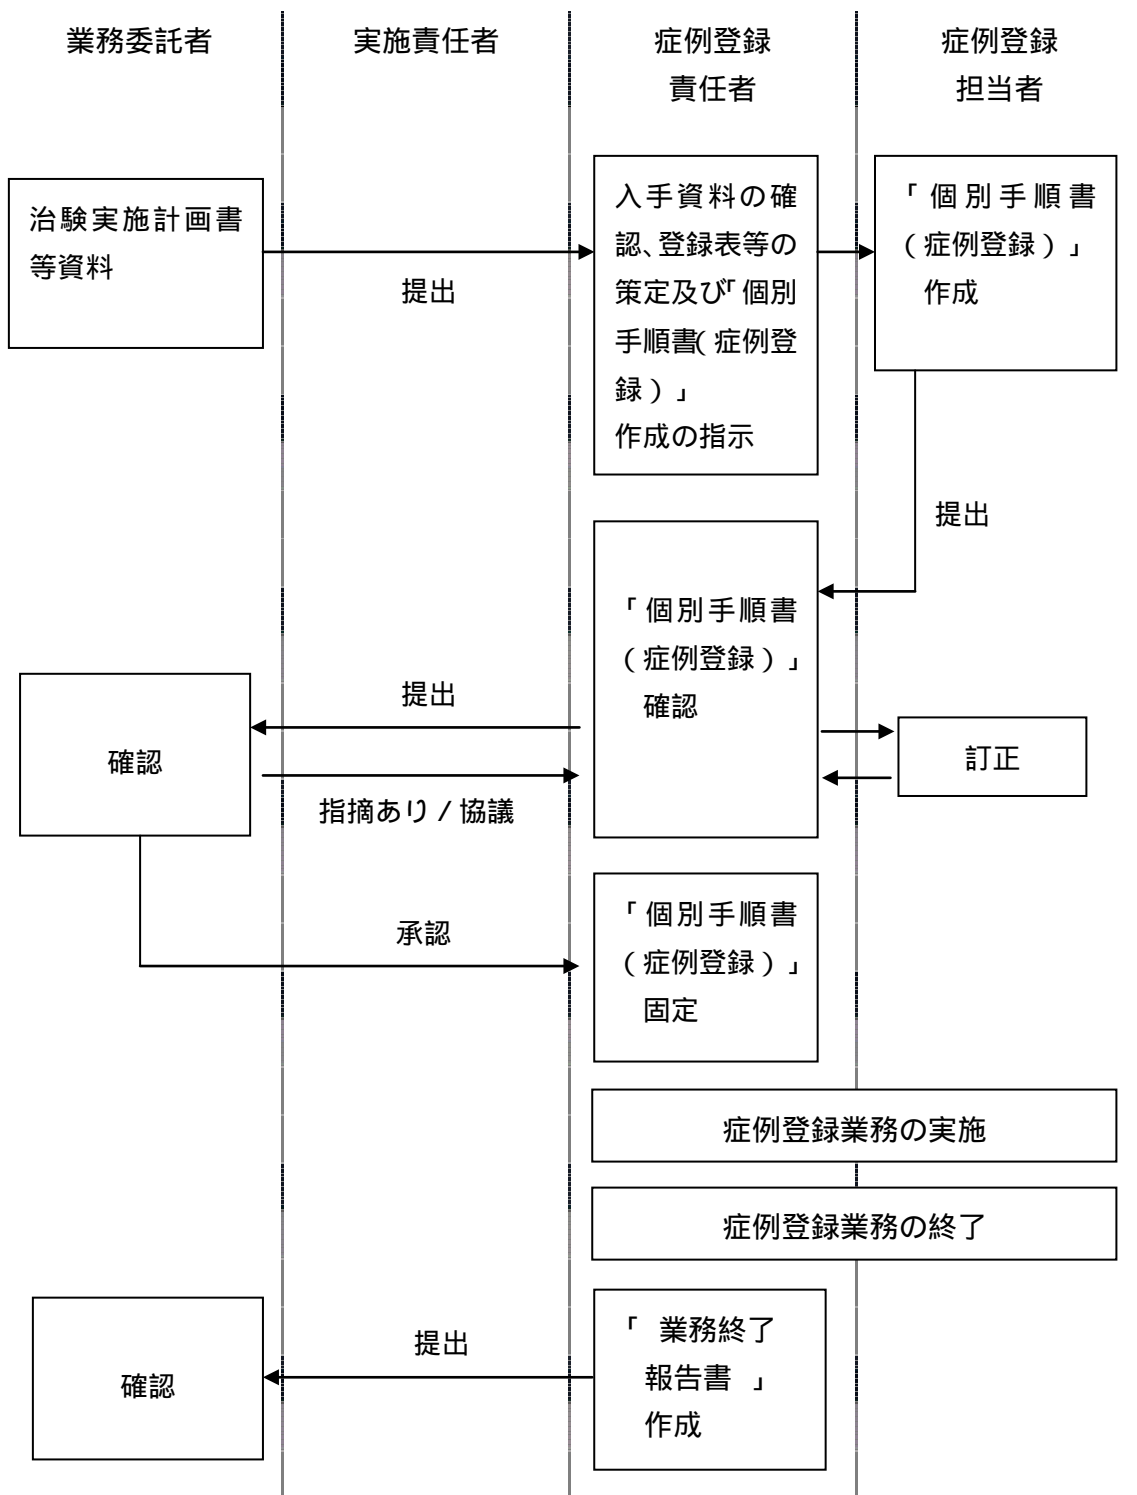 業務委託者
実施責任者
症例登録
責任者
症例登録
担当者
治験実施計画書
等資料
提出
入手資料の確
認、登録表等の
策定及び「個別
手順書(症例登
録)」
作成の指示
「個別手順書
(症例登録)」
作成
提出
「個別手順書
(症例登録)」
確認
提出
確認
指摘あり/協議
訂正
承認
「個別手順書
(症例登録)」
固定
症例登録業務の実施
症例登録業務の終了
「 業務終了
報告書 」
作成
提出
確認